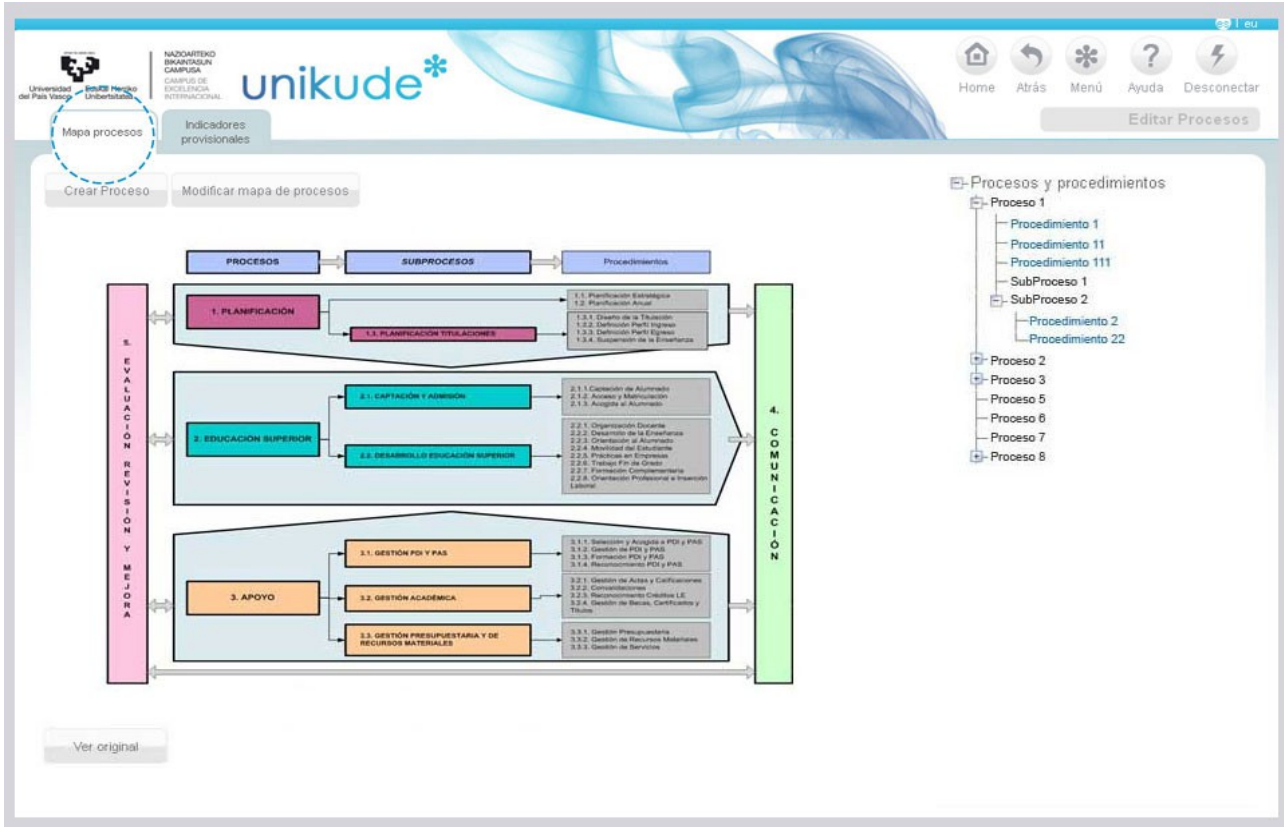 es | eu
Universidad del País Vasco
Euskal Herriko Unibertsitatea
NAZIOARTEKO
BIKAINTASUN
CAMPUSA
CAMPUS DE
EXCELENCIA
INTERNACIONAL
unikude*
Home
Atrás
Menú
Ayuda
Desconectar
Editar Procesos
Mapa procesos
Indicadores
provisionales
Crear Proceso
Modificar mapa de procesos
PROCESOS
SUBPROCESOS
Procedimientos
5. EVALUACIÓN REVISIÓN Y MEJORA
1. PLANIFICACIÓN
1.1. Planificación Estratégica
1.2. Planificación Anual
1.3. PLANIFICACIÓN TITULACIONES
1.3.1. Diseño de la Titulación
1.2.2. Definición Perfil Ingreso
1.3.3. Definición Perfil Egreso
1.3.4. Suspensión de la Enseñanza
2. EDUCACIÓN SUPERIOR
2.1. CAPTACIÓN Y ADMISIÓN
2.1.1.Captación de Alumnado
2.1.2. Acceso y Matriculación
2.1.3. Acogida al Alumnado
2.2. DESARROLLO EDUCACIÓN SUPERIOR
2.2.1. Organización Docente
2.2.2. Desarrollo de la Enseñanza
2.2.3. Orientación al Alumnado
2.2.4. Movilidad del Estudiante
2.2.5. Prácticas en Empresas
2.2.6. Trabajo Fin de Grado
2.2.7. Formación Complementaria
2.2.8. Orientación Profesional e Inserción
Laboral
3. APOYO
3.1. GESTIÓN PDI Y PAS
3.1.1. Selección y Acogida a PDI y PAS
3.1.2. Gestión de PDI y PAS
3.1.3. Formación PDI y PAS
3.1.4. Reconocimiento PDI y PAS
3.2. GESTIÓN ACADÉMICA
3.2.1. Gestión de Actas y Calificaciones
3.2.2. Convalidaciones
3.2.3. Reconocimiento Créditos LE
3.2.4. Gestión de Becas, Certificados y
Títulos
3.3. GESTIÓN PRESUPUESTARIA Y DE
RECURSOS MATERIALES
3.3.1. Gestión Presupuestaria
3.3.2. Gestión de Recursos Materiales
3.3.3. Gestión de Servicios
4. COMUNICACIÓN
Procesos y procedimientos
Proceso 1
Procedimiento 1
Procedimiento 11
Procedimiento 111
SubProceso 1
SubProceso 2
Procedimiento 2
Procedimiento 22
Proceso 2
Proceso 3
Proceso 5
Proceso 6
Proceso 7
Proceso 8
Ver original